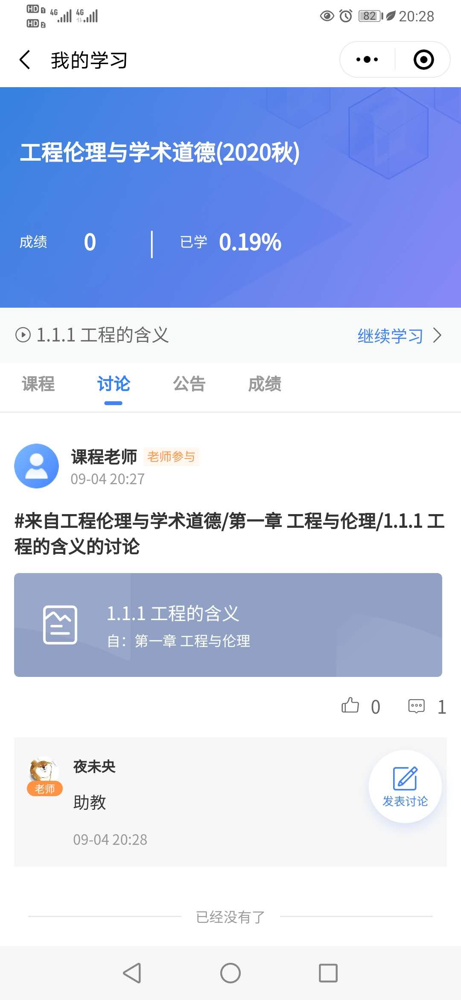 HD 1 4G 4G
HD 2
82 20:28
我的学习
工程伦理与学术道德(2020秋)
成绩 0 已学 0.19%
1.1.1 工程的含义 继续学习
课程 讨论 公告 成绩
课程老师 老师参与
09-04 20:27
#来自工程伦理与学术道德/第一章 工程与伦理/1.1.1 工
程的含义的讨论
1.1.1 工程的含义
自：第一章 工程与伦理
0 1
夜未央
老师
助教
发表讨论
09-04 20:28
已经没有了